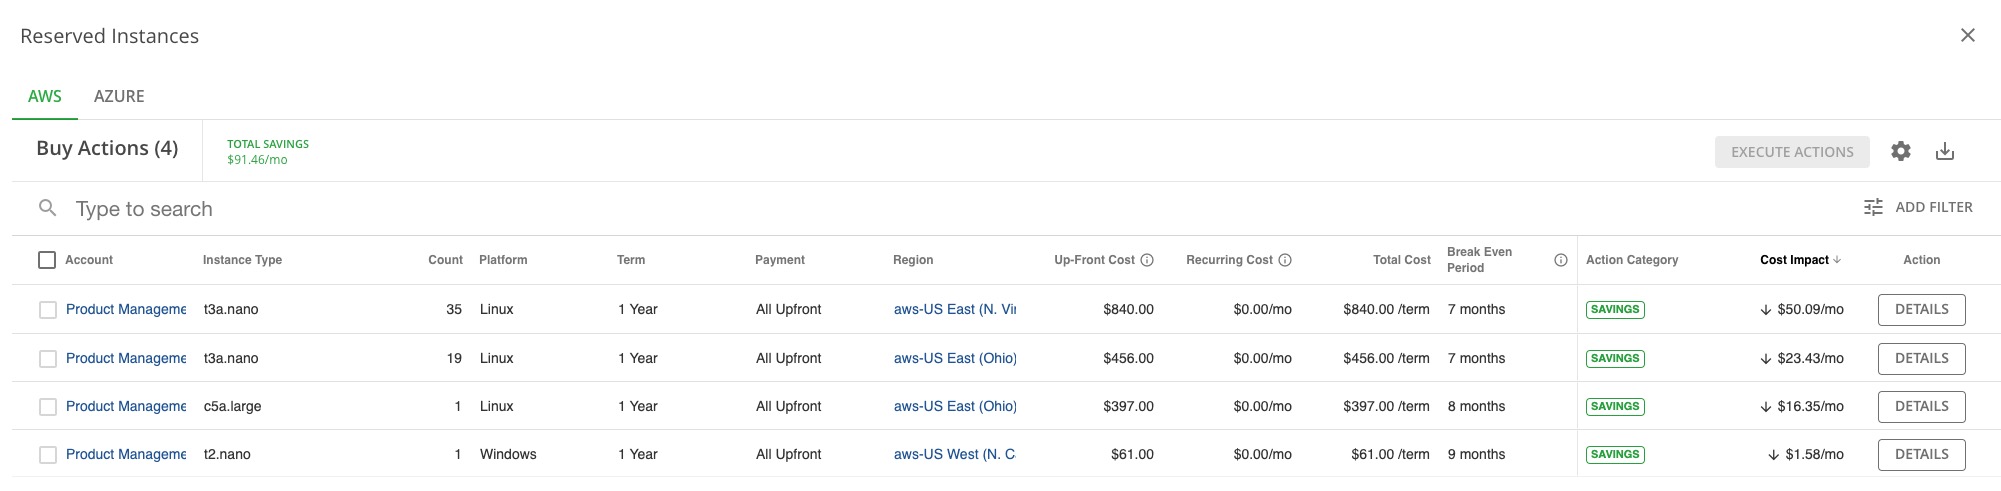 Reserved Instances
AWS AZURE
Buy Actions (4) TOTAL SAVINGS
$91.46/mo
EXECUTE ACTIONS
Type to search ADD FILTER
Account Instance Type Count Platform Term Payment Region Up-Front Cost Recurring Cost Total Cost Break Even Period Action Category Cost Impact Action
Product Manageme t3a.nano 35 Linux 1 Year All Upfront aws-US East (N. Vir $840.00 $0.00/mo $840.00 /term 7 months SAVINGS ↓ $50.09/mo DETAILS
Product Manageme t3a.nano 19 Linux 1 Year All Upfront aws-US East (Ohio) $456.00 $0.00/mo $456.00 /term 7 months SAVINGS ↓ $23.43/mo DETAILS
Product Manageme c5a.large 1 Linux 1 Year All Upfront aws-US East (Ohio) $397.00 $0.00/mo $397.00 /term 8 months SAVINGS ↓ $16.35/mo DETAILS
Product Manageme t2.nano 1 Windows 1 Year All Upfront aws-US West (N. C $61.00 $0.00/mo $61.00 /term 9 months SAVINGS ↓ $1.58/mo DETAILS